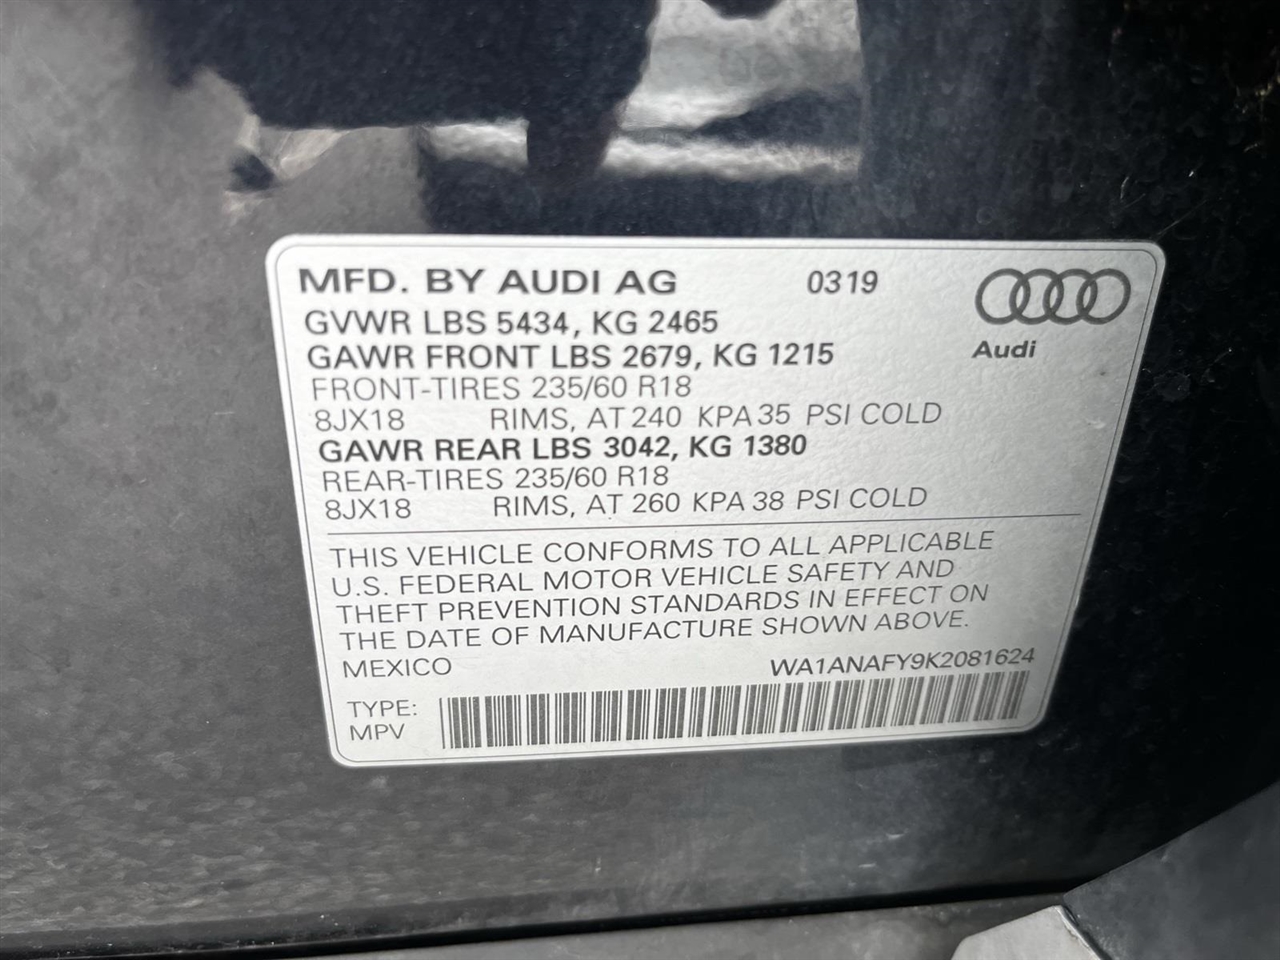 MFD. BY AUDI AG 0319
GVWR LBS 5434, KG 2465
GAWR FRONT LBS 2679, KG 1215
Audi
FRONT-TIRES 235/60 R18
8JX18 RIMS, AT 240 KPA 35 PSI COLD
GAWR REAR LBS 3042, KG 1380
REAR-TIRES 235/60 R18
8JX18 RIMS, AT 260 KPA 38 PSI COLD
THIS VEHICLE CONFORMS TO ALL APPLICABLE
U.S. FEDERAL MOTOR VEHICLE SAFETY AND
THEFT PREVENTION STANDARDS IN EFFECT ON
THE DATE OF MANUFACTURE SHOWN ABOVE.
MEXICO WA1ANAFY9K2081624
TYPE:
MPV